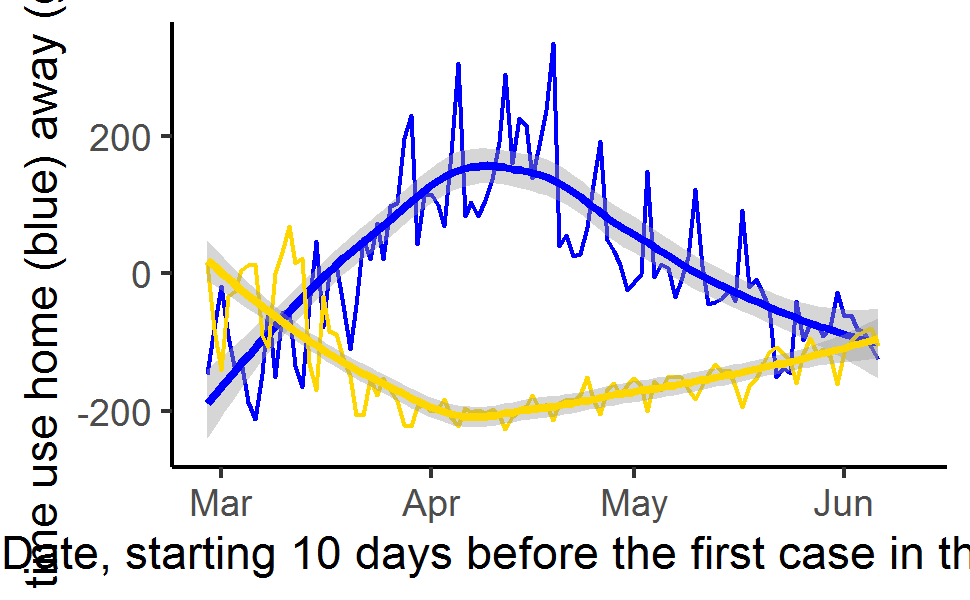 time use home (blue) away (
200
0
-200
Mar Apr May Jun
Date, starting 10 days before the first case in th